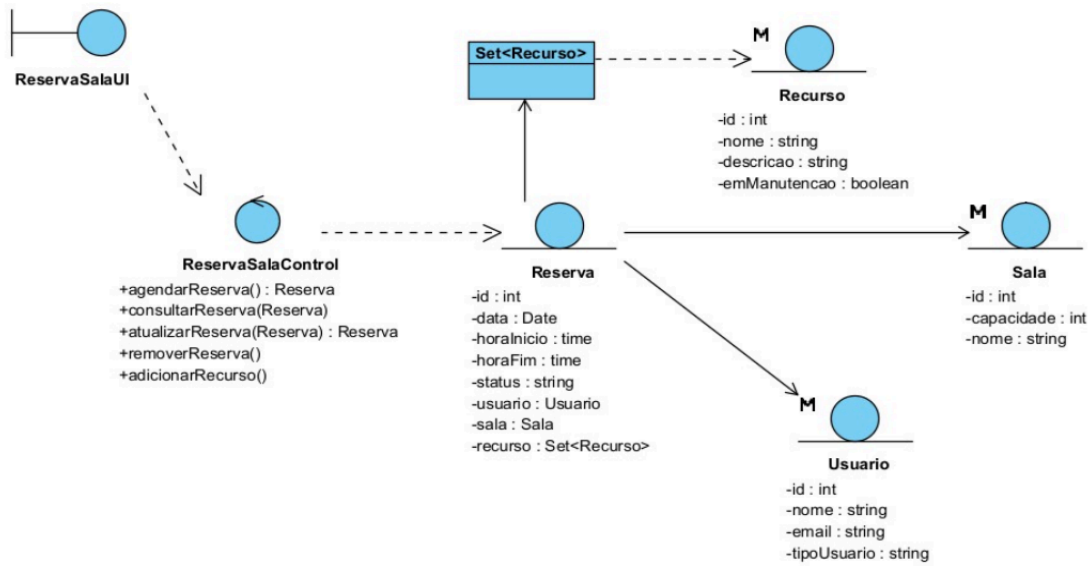 ReservaSalaUI
Set<Recurso>
M
Recurso
-id : int
-nome : string
-descricao : string
-emManutencao : boolean
ReservaSalaControl
+agendarReserva() : Reserva
+consultarReserva(Reserva)
+atualizarReserva(Reserva) : Reserva
+removerReserva()
+adicionarRecurso()
Reserva
-id : int
-data : Date
-horaInicio : time
-horaFim : time
-status : string
-usuario : Usuario
-sala : Sala
-recurso : Set<Recurso>
M
Sala
-id : int
-capacidade : int
-nome : string
M
Usuario
-id : int
-nome : string
-email : string
-tipoUsuario : string